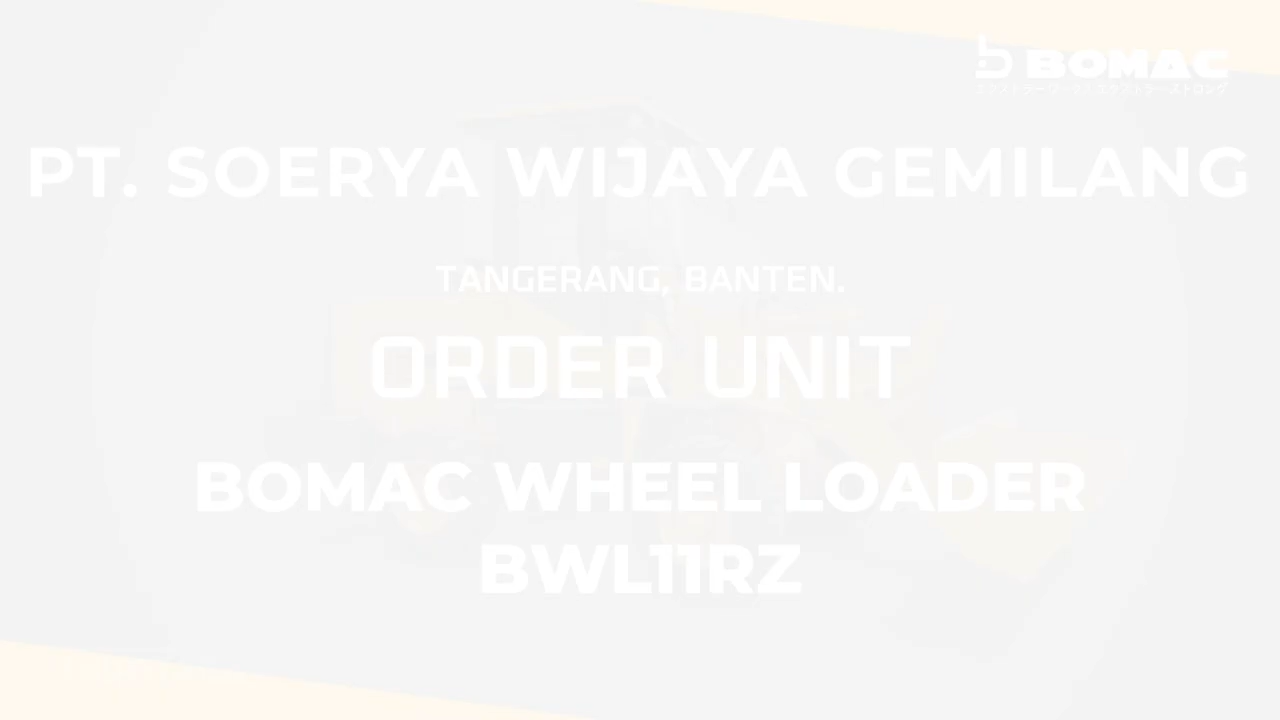 BOMAC
PT. SOERYA WIJAYA GEMILANG
TANGERANG, BANTEN.
ORDER UNIT
BOMAC WHEEL LOADER
BWL11RZ